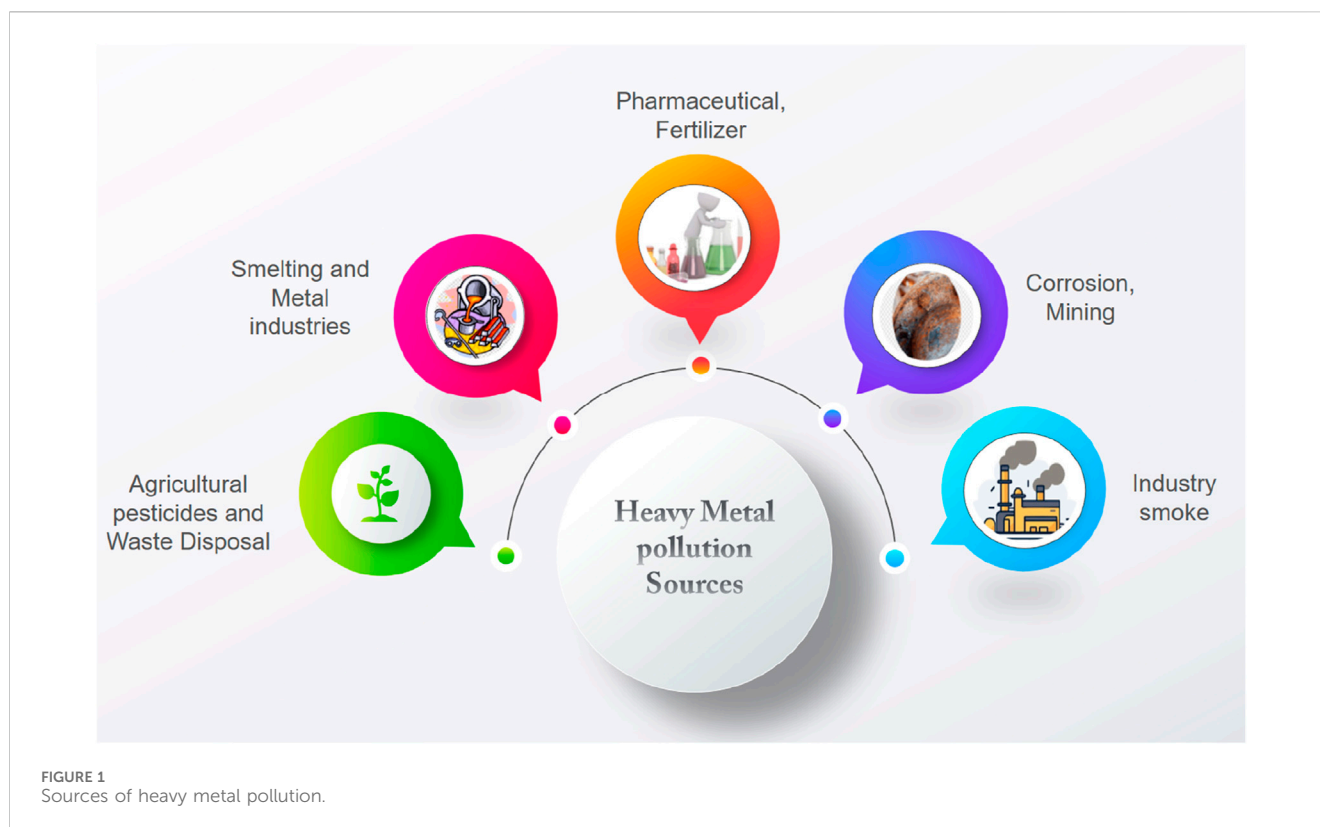 Pharmaceutical,
Fertilizer
Smelting and
Metal
industries
Corrosion,
Mining
Agricultural
pesticides and
Waste Disposal
Industry
smoke
Heavy Metal
pollution
Sources
FIGURE 1
Sources of heavy metal pollution.